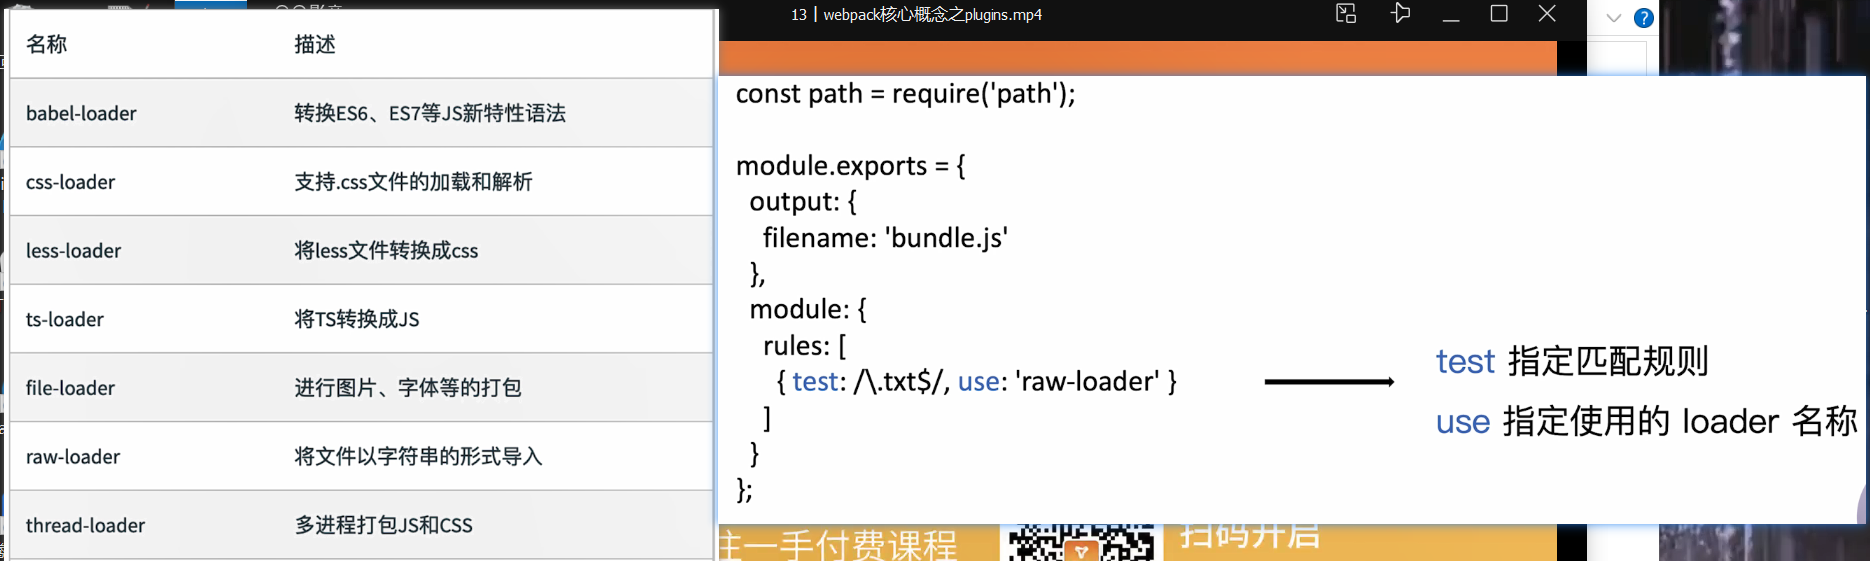 13 | webpack核心概念之plugins.mp4
名称 描述
babel-loader 转换ES6、ES7等JS新特性语法
css-loader 支持.css文件的加载和解析
less-loader 将less文件转换成css
ts-loader 将TS转换成JS
file-loader 进行图片、字体等的打包
raw-loader 将文件以字符串的形式导入
thread-loader 多进程打包JS和CSS
const path = require('path');
module.exports = {
output: {
filename: 'bundle.js'
},
module: {
rules: [
{ test: /\.txt$/, use: 'raw-loader' }
]
}
};
test 指定匹配规则
use 指定使用的 loader 名称
一手付费课程
扫码开启